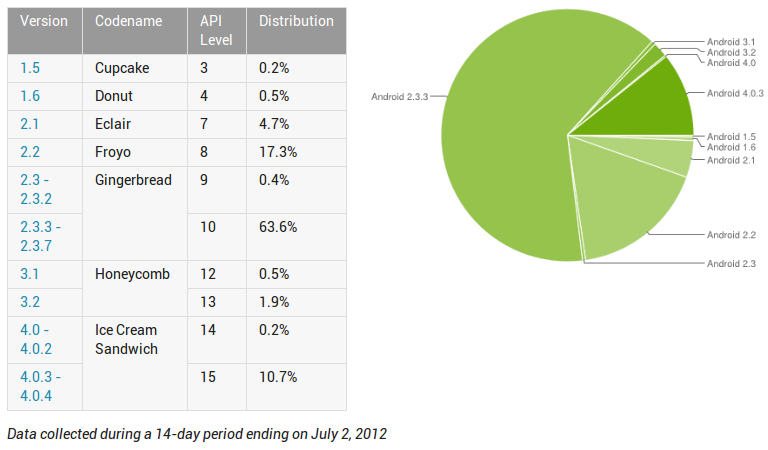 Version Codename API Level Distribution
1.5 Cupcake 3 0.2%
1.6 Donut 4 0.5%
2.1 Eclair 7 4.7%
2.2 Froyo 8 17.3%
2.3 - 2.3.2 Gingerbread 9 0.4%
2.3.3 - 2.3.7 10 63.6%
3.1 Honeycomb 12 0.5%
3.2 13 1.9%
4.0 - 4.0.2 Ice Cream Sandwich 14 0.2%
4.0.3 - 4.0.4 15 10.7%
Android 2.3.3
Android 3.1
Android 3.2
Android 4.0
Android 4.0.3
Android 1.5
Android 1.6
Android 2.1
Android 2.2
Android 2.3
Data collected during a 14-day period ending on July 2, 2012